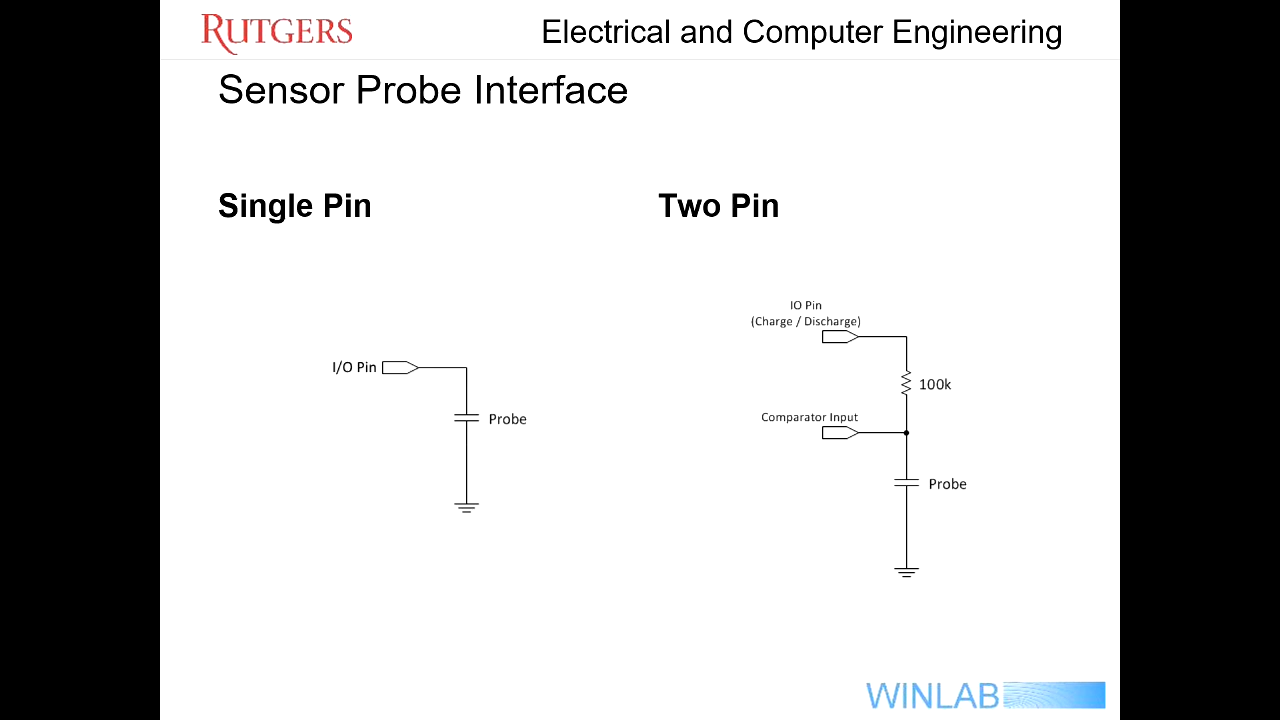 RUTGERS
Electrical and Computer Engineering
Sensor Probe Interface
Single Pin
Two Pin
I/O Pin
Probe
IO Pin
(Charge / Discharge)
100k
Comparator Input
Probe
WINLAB